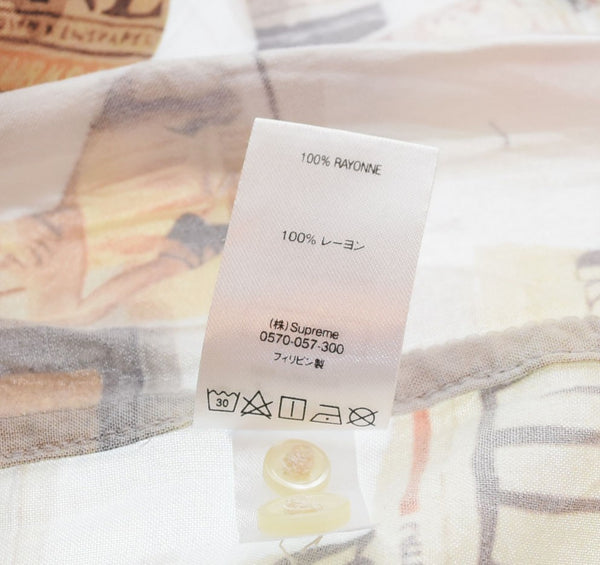 ENSPAPEL
100% RAYONNE
100% レーヨン
(株)Supreme
0570-057-300
フィリピン製
30